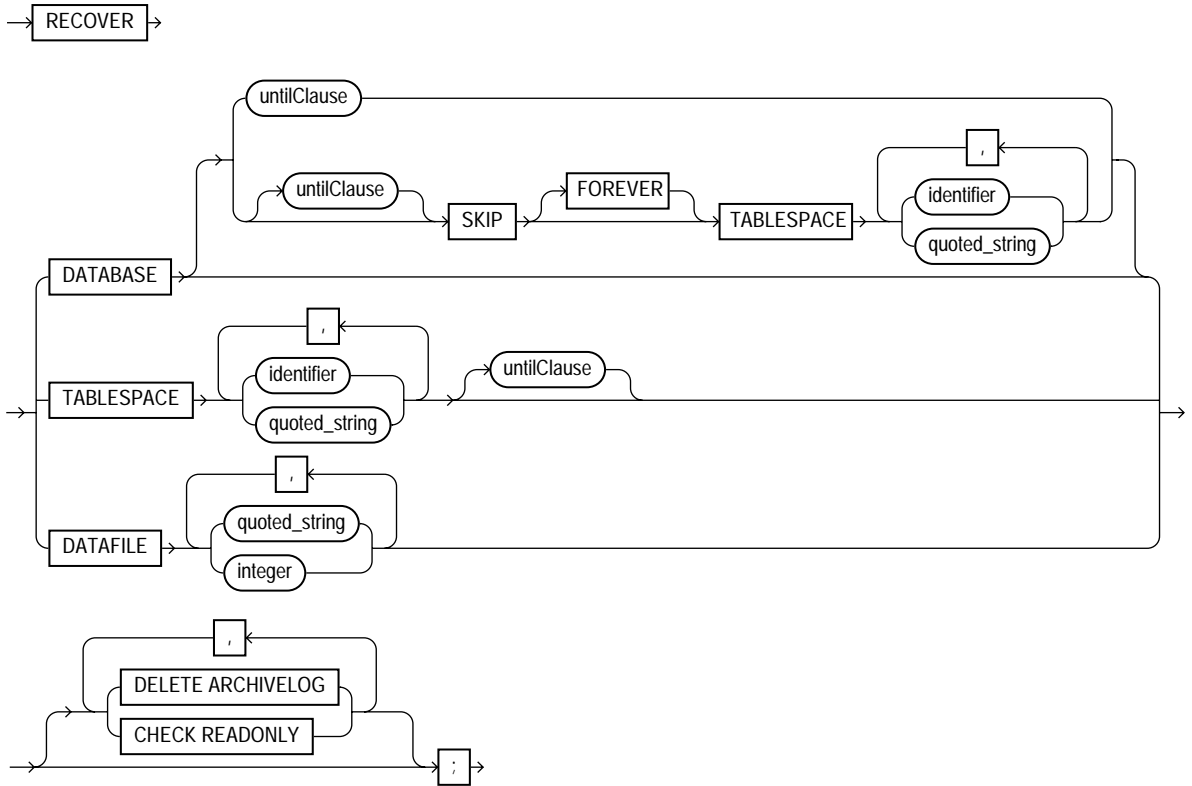 RECOVER
untilClause
,
untilClause
FOREVER
identifier
SKIP
TABLESPACE
quoted_string
DATABASE
,
identifier
untilClause
TABLESPACE
quoted_string
,
quoted_string
DATAFILE
integer
,
DELETE ARCHIVELOG
CHECK READONLY
;